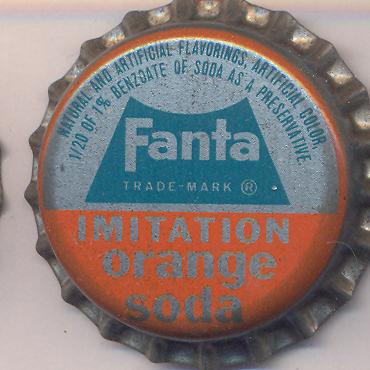 NATURAL AND ARTIFICIAL FLAVORINGS, ARTIFICIAL COLOR,
1/20 OF 1% BENZOATE OF SODA AS A PRESERVATIVE.
Fanta
TRADE-MARK ®
IMITATION
orange
soda